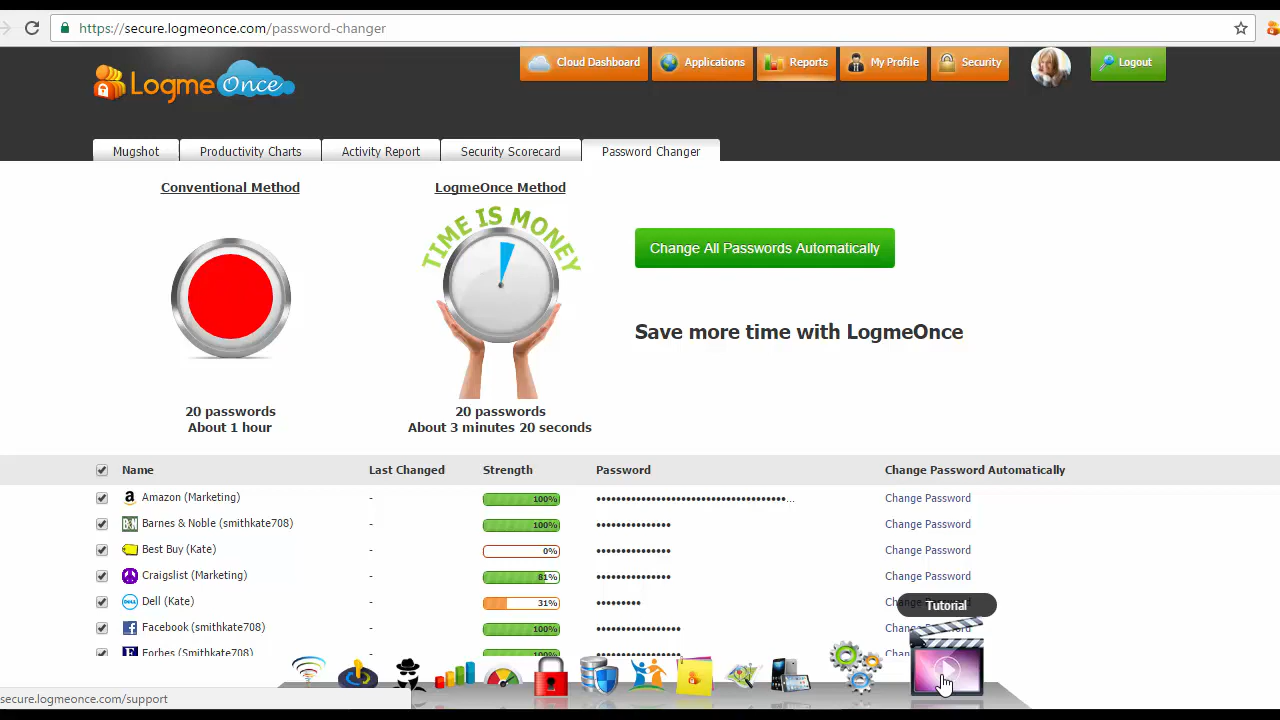 https://secure.logmeonce.com/password-changer
LogmeOnce
Cloud Dashboard
Applications
Reports
My Profile
Security
Logout
Mugshot
Productivity Charts
Activity Report
Security Scorecard
Password Changer
Conventional Method
LogmeOnce Method
TIME IS MONEY
Change All Passwords Automatically
Save more time with LogmeOnce
20 passwords
About 1 hour
20 passwords
About 3 minutes 20 seconds
Name Last Changed Strength Password Change Password Automatically
Amazon (Marketing) - 100% ••••••••••••••••••••••••••••••••••••••... Change Password
Barnes & Noble (smithkate708) - 100% ••••••••••••••• Change Password
Best Buy (Kate) - 0% ••••••••••••••• Change Password
Craigslist (Marketing) - 81% ••••••••••••••• Change Password
Dell (Kate) - 31% ••••••••• Change Password
Tutorial
Facebook (smithkate708) - 100% ••••••••••••••••• Change Password
Forbes (Smithkate708)
secure.logmeonce.com/support